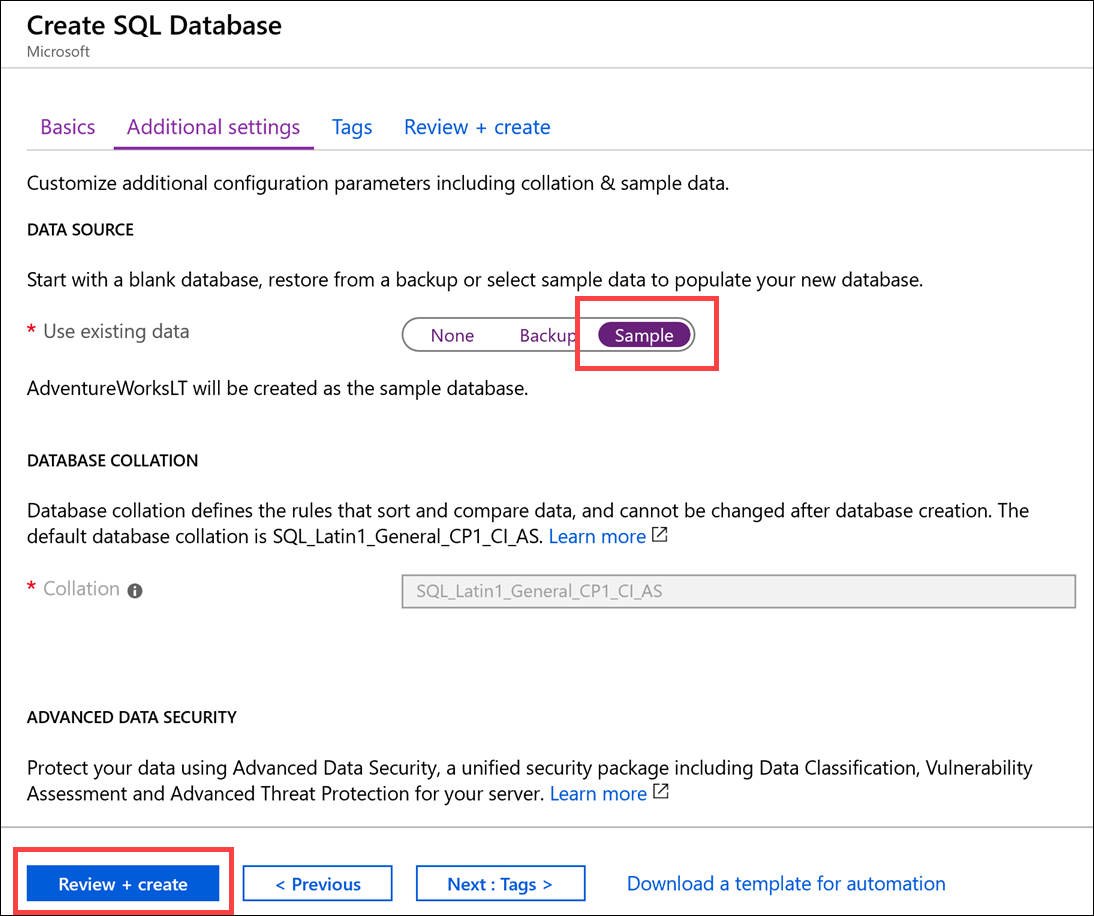 Create SQL Database
Microsoft
Basics Additional settings Tags Review + create
Customize additional configuration parameters including collation & sample data.
DATA SOURCE
Start with a blank database, restore from a backup or select sample data to populate your new database.
* Use existing data None Backup Sample
AdventureWorksLT will be created as the sample database.
DATABASE COLLATION
Database collation defines the rules that sort and compare data, and cannot be changed after database creation. The
default database collation is SQL_Latin1_General_CP1_CI_AS. Learn more
* Collation SQL_Latin1_General_CP1_CI_AS
ADVANCED DATA SECURITY
Protect your data using Advanced Data Security, a unified security package including Data Classification, Vulnerability
Assessment and Advanced Threat Protection for your server. Learn more
Review + create < Previous Next : Tags > Download a template for automation